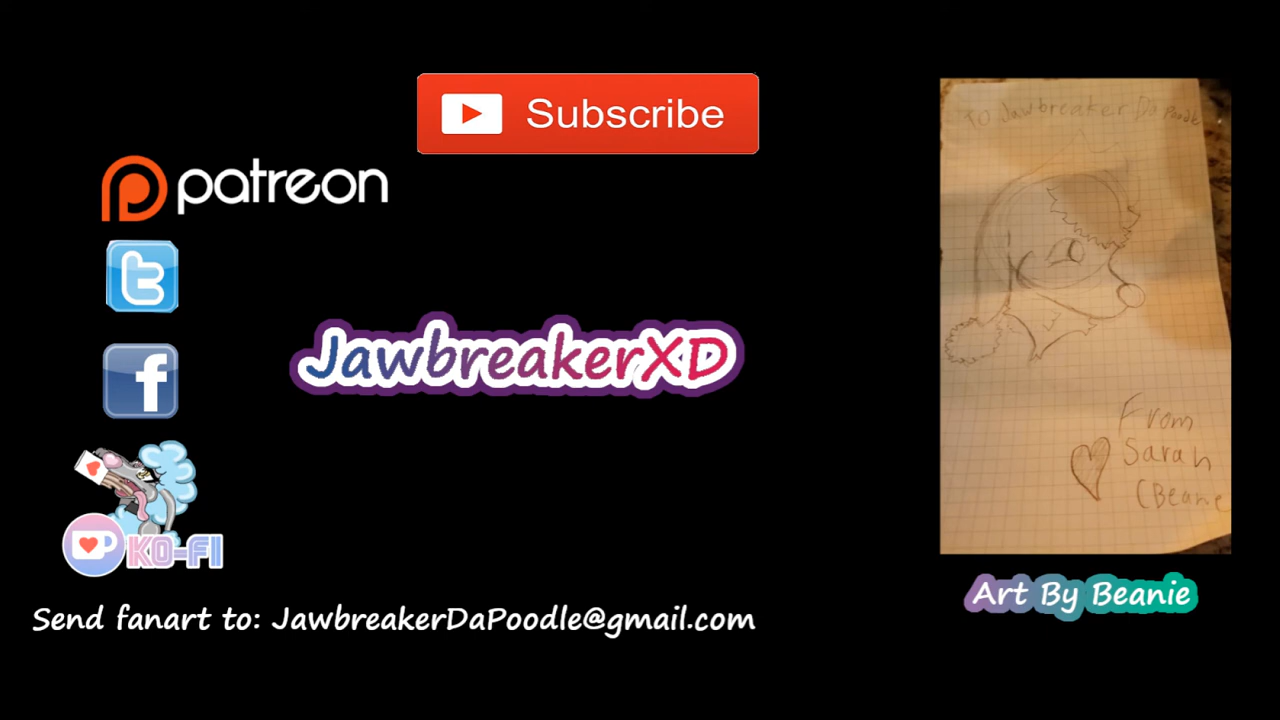 Subscribe
patreon
t
f
KO-FI
JawbreakerXD
Send fanart to: JawbreakerDaPoodle@gmail.com
To Jawbreaker Da Poodle
From
Sarah
(Beanie
Art By Beanie